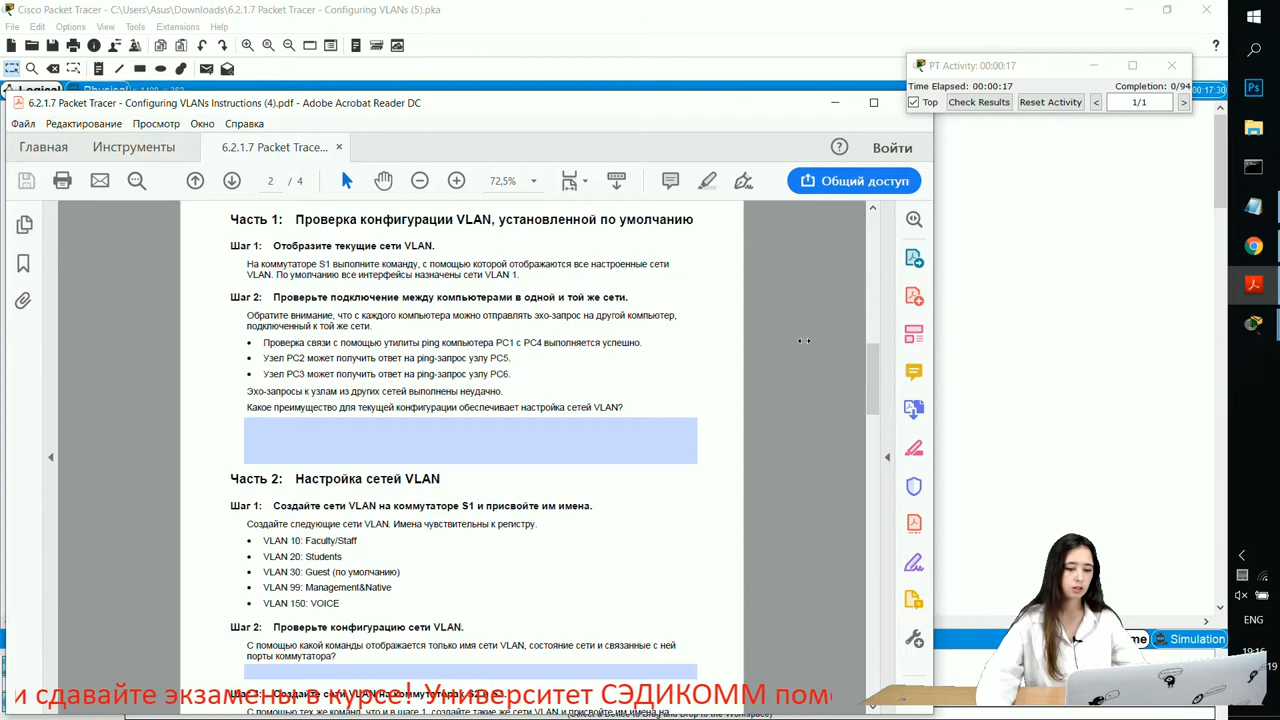 Cisco Packet Tracer - C:\Users\Asus\Downloads\6.2.1.7 Packet Tracer - Configuring VLANs (5).pka
File Edit Options View Tools Extensions Help
PT Activity: 00:00:17
Time Elapsed: 00:00:17 Completion: 0/94
Top Check Results Reset Activity < 1/1 >
00:17:30
6.2.1.7 Packet Tracer - Configuring VLANs Instructions (4).pdf - Adobe Acrobat Reader DC
Файл Редактирование Просмотр Окно Справка
Главная Инструменты 6.2.1.7 Packet Trace... × Войти
2 / 4 72,5% Общий доступ
Часть 1: Проверка конфигурации VLAN, установленной по умолчанию
Шаг 1: Отобразите текущие сети VLAN.
На коммутаторе S1 выполните команду, с помощью которой отображаются все настроенные сети
VLAN. По умолчанию все интерфейсы назначены сети VLAN 1.
Шаг 2: Проверьте подключение между компьютерами в одной и той же сети.
Обратите внимание, что с каждого компьютера можно отправлять эхо-запрос на другой компьютер,
подключенный к той же сети.
• Проверка связи с помощью утилиты ping компьютера PC1 с PC4 выполняется успешно.
• Узел PC2 может получить ответ на ping-запрос узлу PC5.
• Узел PC3 может получить ответ на ping-запрос узлу PC6.
Эхо-запросы к узлам из других сетей выполнены неудачно.
Какое преимущество для текущей конфигурации обеспечивает настройка сетей VLAN?
Часть 2: Настройка сетей VLAN
Шаг 1: Создайте сети VLAN на коммутаторе S1 и присвойте им имена.
Создайте следующие сети VLAN. Имена чувствительны к регистру.
• VLAN 10: Faculty/Staff
• VLAN 20: Students
• VLAN 30: Guest (по умолчанию)
• VLAN 99: Management&Native
• VLAN 150: VOICE
Шаг 2: Проверьте конфигурацию сети VLAN.
С помощью какой команды отображается только имя сети VLAN, состояние сети и связанные с ней
порты коммутатора?
Simulation
ENG
и сдавайте экзамены в курсе! Университет СЭДИКОММ пом